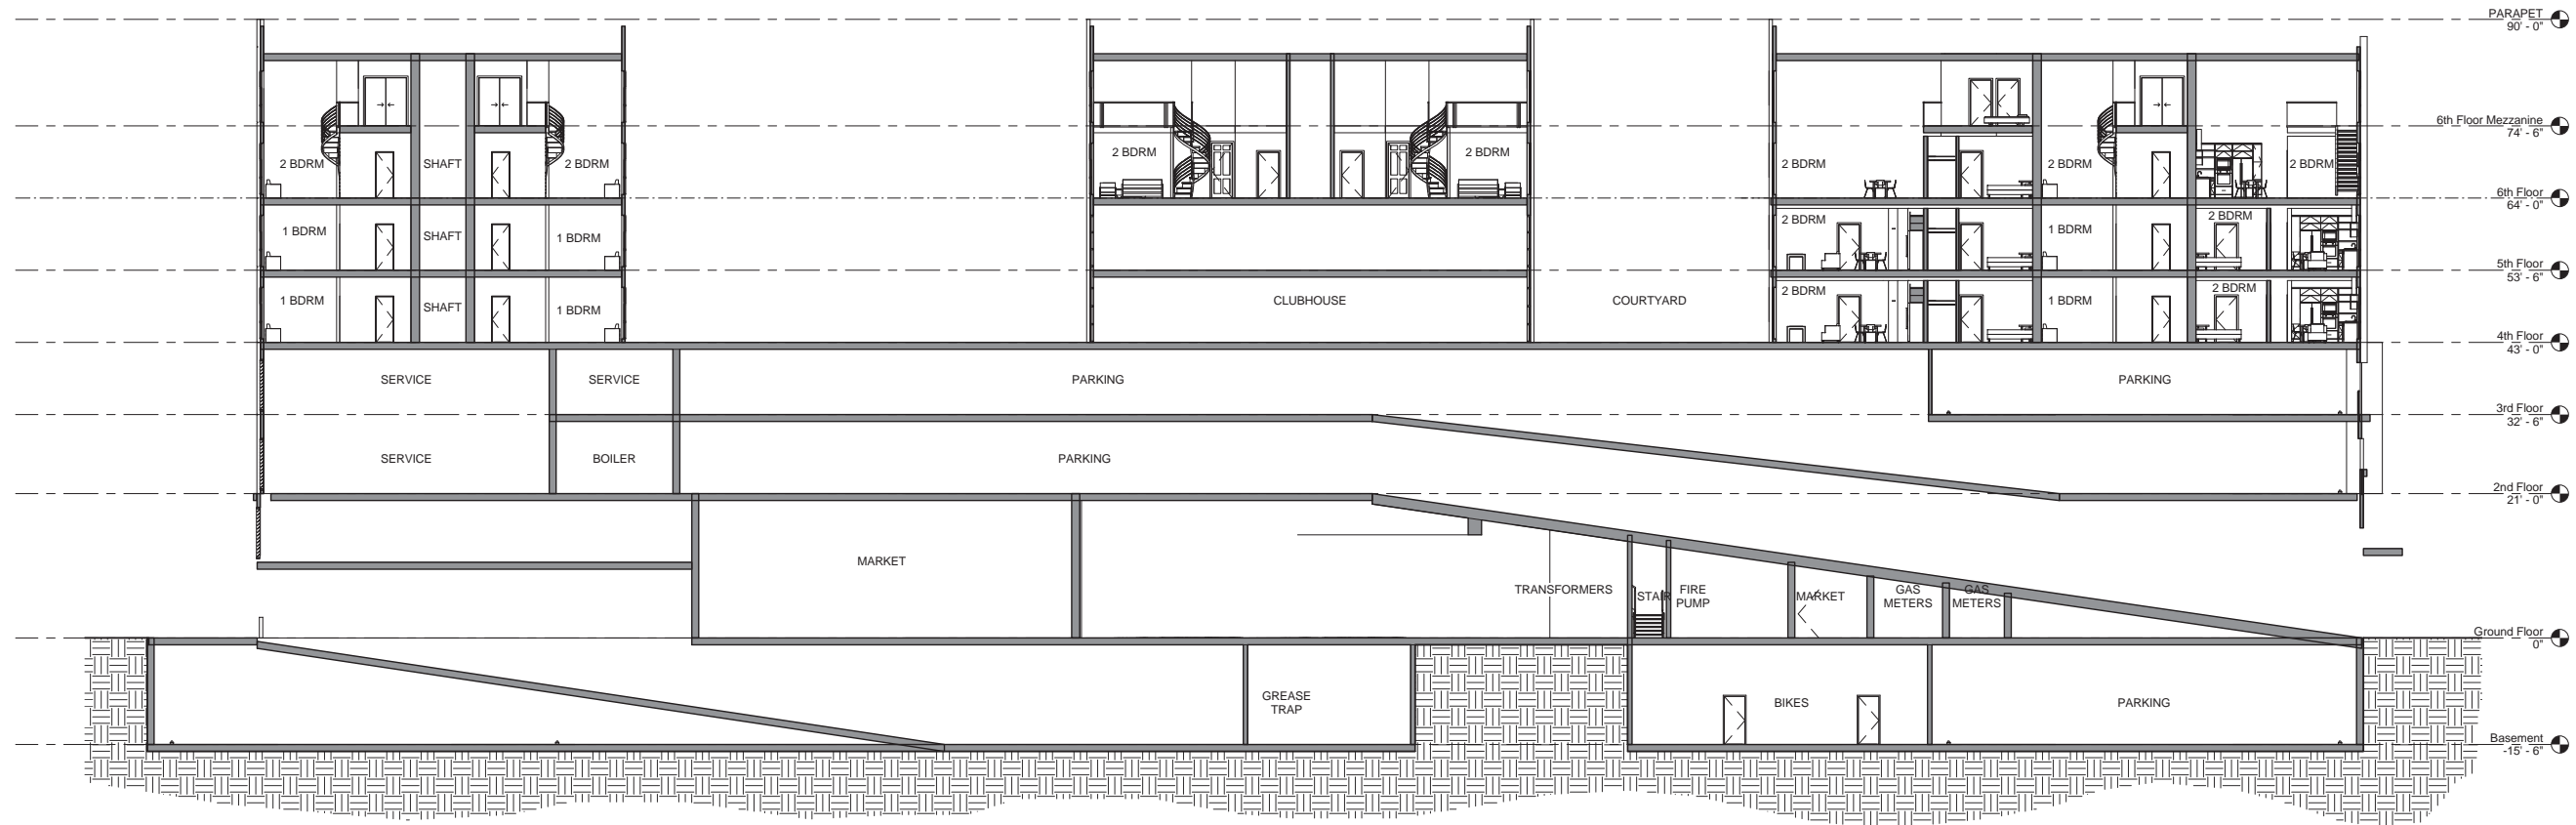 PARAPET
90' - 0"
6th Floor Mezzanine
74' - 6"
2 BDRM
SHAFT
2 BDRM
2 BDRM
2 BDRM
2 BDRM
2 BDRM
2 BDRM
6th Floor
64' - 0"
1 BDRM
SHAFT
1 BDRM
2 BDRM
1 BDRM
2 BDRM
5th Floor
53' - 6"
1 BDRM
SHAFT
1 BDRM
CLUBHOUSE
COURTYARD
2 BDRM
1 BDRM
2 BDRM
4th Floor
43' - 0"
SERVICE
SERVICE
PARKING
PARKING
3rd Floor
32' - 6"
SERVICE
BOILER
PARKING
2nd Floor
21' - 0"
MARKET
TRANSFORMERS
STAIR
FIRE
PUMP
MARKET
GAS
METERS
GAS
METERS
Ground Floor
0"
GREASE
TRAP
BIKES
PARKING
Basement
-15' - 6"